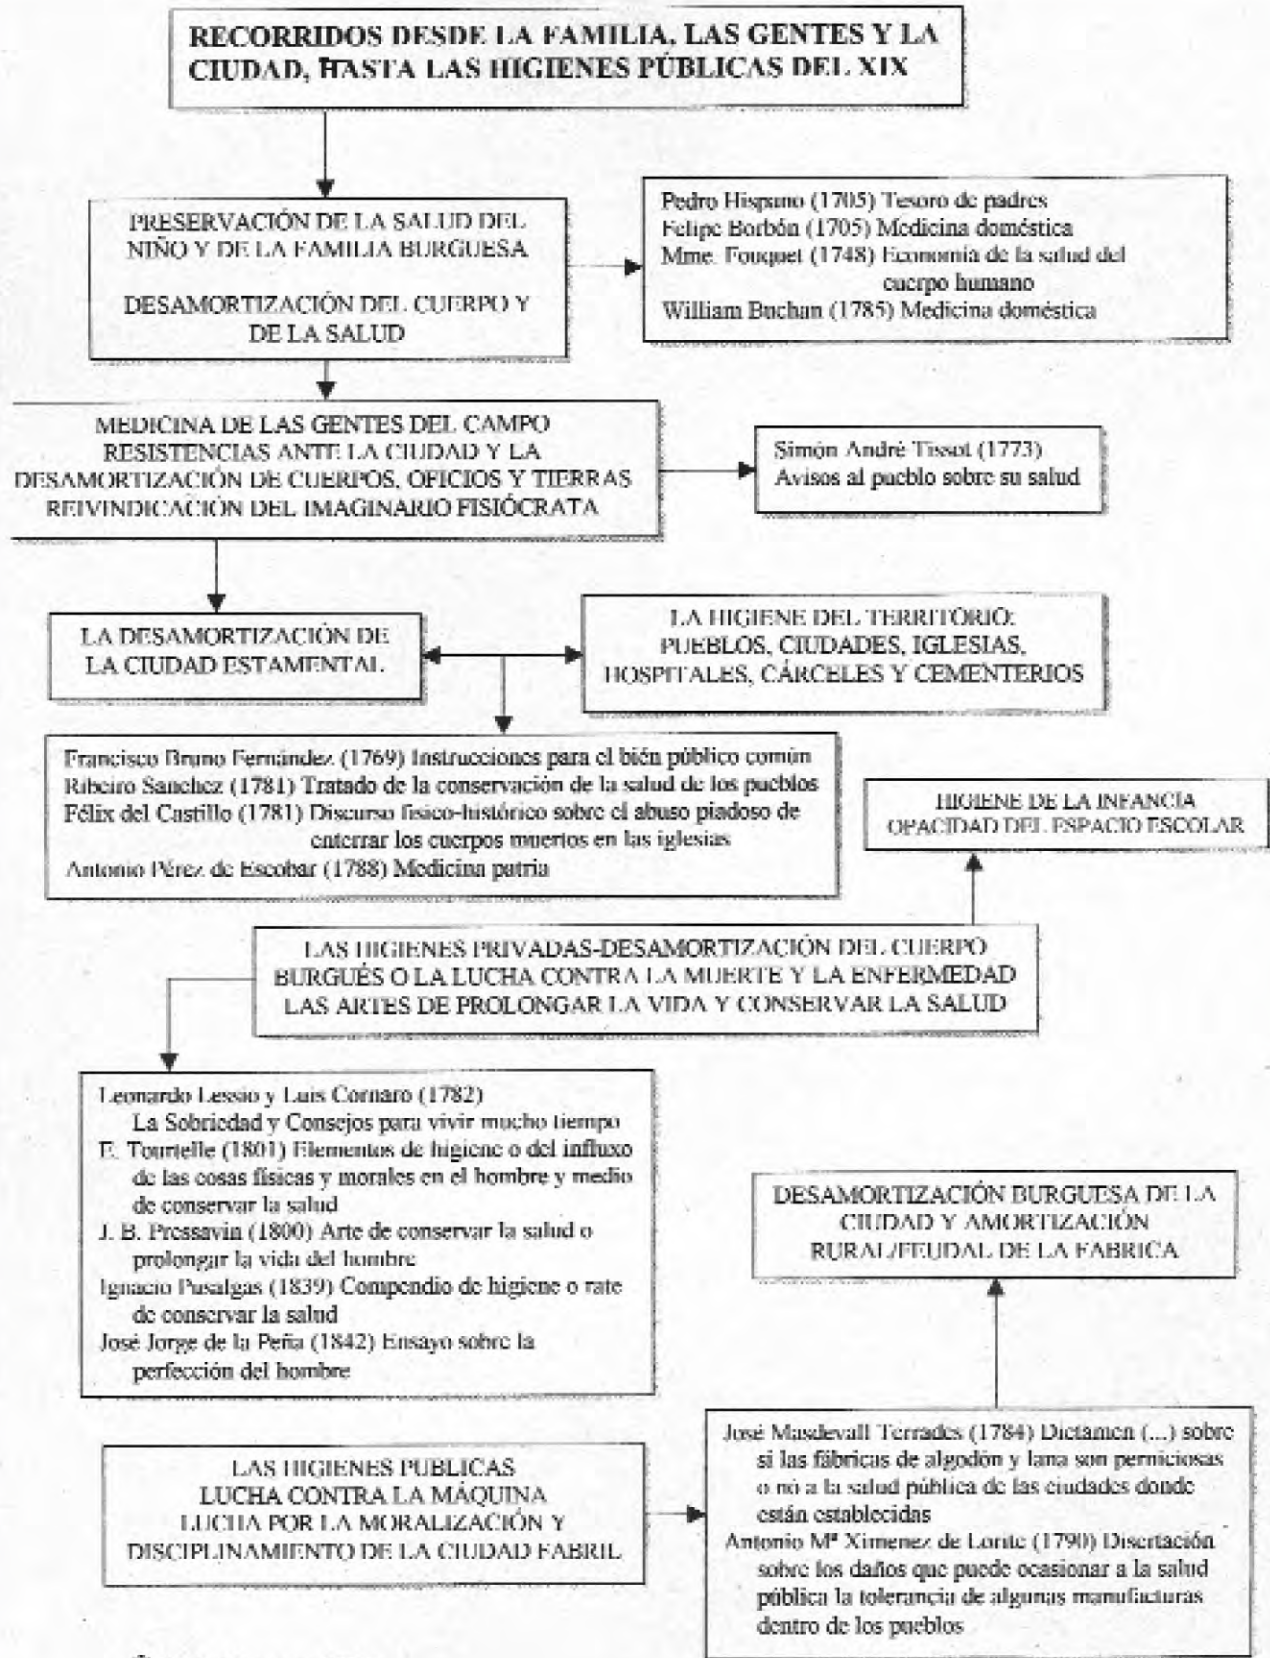 RECORRIDOS DESDE LA FAMILIA, LAS GENTES Y LA
CIUDAD, HASTA LAS HIGIENES PÚBLICAS DEL XIX
PRESERVACIÓN DE LA SALUD DEL
NIÑO Y DE LA FAMILIA BURGUESA
DESAMORTIZACIÓN DEL CUERPO Y
DE LA SALUD
Pedro Hispano (1705) Tesoro de padres
Felipe Borbón (1705) Medicina doméstica
Mme. Fouquet (1748) Economía de la salud del
cuerpo humano
William Buchan (1785) Medicina doméstica
MEDICINA DE LAS GENTES DEL CAMPO
RESISTENCIAS ANTE LA CIUDAD Y LA
DESAMORTIZACIÓN DE CUERPOS, OFICIOS Y TIERRAS
REIVINDICACIÓN DEL IMAGINARIO FISIÓCRATA
Simón André Tissot (1773)
Avisos al pueblo sobre su salud
LA DESAMORTIZACIÓN DE
LA CIUDAD ESTAMENTAL
LA HIGIENE DEL TERRITORIO:
PUEBLOS, CIUDADES, IGLESIAS,
HOSPITALES, CÁRCELES Y CEMENTERIOS
Francisco Bruno Fernández (1769) Instrucciones para el bién público común
Ribeiro Sanchez (1781) Tratado de la conservación de la salud de los pueblos
Félix del Castillo (1781) Discurso físico-histórico sobre el abuso piadoso de
enterrar los cuerpos muertos en las iglesias
Antonio Pérez de Escobar (1788) Medicina patria
HIGIENE DE LA INFANCIA
OPACIDAD DEL ESPACIO ESCOLAR
LAS HIGIENES PRIVADAS-DESAMORTIZACIÓN DEL CUERPO
BURGUÉS O LA LUCHA CONTRA LA MUERTE Y LA ENFERMEDAD
LAS ARTES DE PROLONGAR LA VIDA Y CONSERVAR LA SALUD
Leonardo Lessio y Luis Cornaro (1782)
La Sobriedad y Consejos para vivir mucho tiempo
E. Tourtelle (1801) Elementos de higiene o del influxo
de las cosas físicas y morales en el hombre y medio
de conservar la salud
J. B. Pressavin (1800) Arte de conservar la salud o
prolongar la vida del hombre
Ignacio Pusalgas (1839) Compendio de higiene o rate
de conservar la salud
José Jorge de la Peña (1842) Ensayo sobre la
perfección del hombre
DESAMORTIZACIÓN BURGUESA DE LA
CIUDAD Y AMORTIZACIÓN
RURAL/FEUDAL DE LA FABRICA
LAS HIGIENES PUBLICAS
LUCHA CONTRA LA MÁQUINA
LUCHA POR LA MORALIZACIÓN Y
DISCIPLINAMIENTO DE LA CIUDAD FABRIL
José Masdevall Terrades (1784) Dictamen (...) sobre
si las fábricas de algodón y lana son perniciosas
o nó a la salud pública de las ciudades donde
están establecidas
Antonio Mª Ximenez de Lorite (1790) Disertación
sobre los daños que puede ocasionar a la salud
pública la tolerancia de algunas manufacturas
dentro de los pueblos